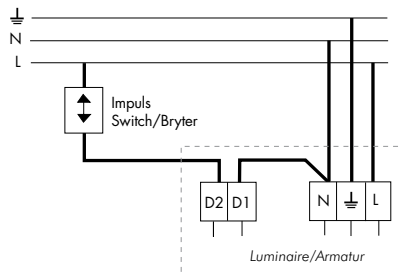 N
L
Impuls
Switch/Bryter
D2 D1 N L
Luminaire/Armatur